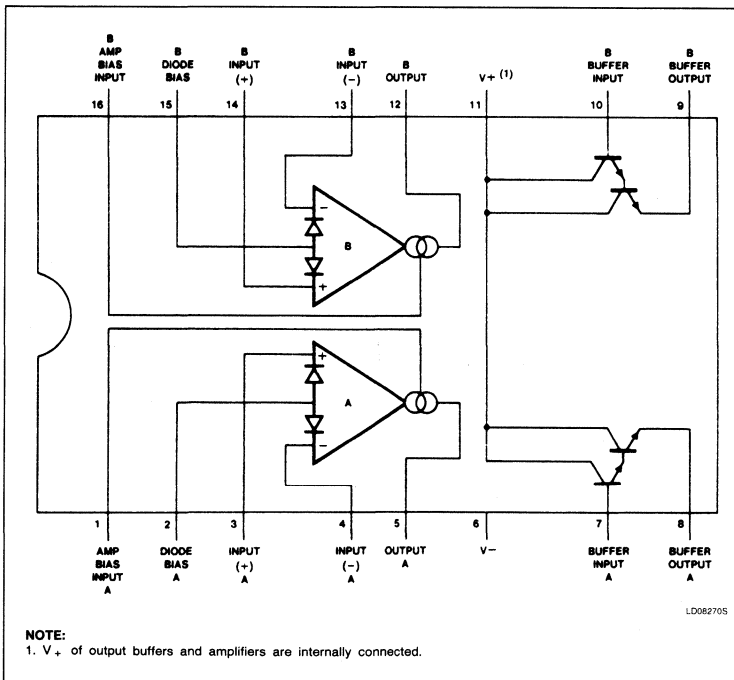 B
AMP
BIAS
INPUT
B
DIODE
BIAS
B
INPUT
(+)
B
INPUT
(−)
B
OUTPUT
V+ (1)
B
BUFFER
INPUT
B
BUFFER
OUTPUT
16
15
14
13
12
11
10
9
−
B
+
+
A
−
1
2
3
4
5
6
7
8
AMP
BIAS
INPUT
A
DIODE
BIAS
A
INPUT
(+)
A
INPUT
(−)
A
OUTPUT
A
V−
BUFFER
INPUT
A
BUFFER
OUTPUT
A
LD08270S
NOTE:
1. V+ of output buffers and amplifiers are internally connected.